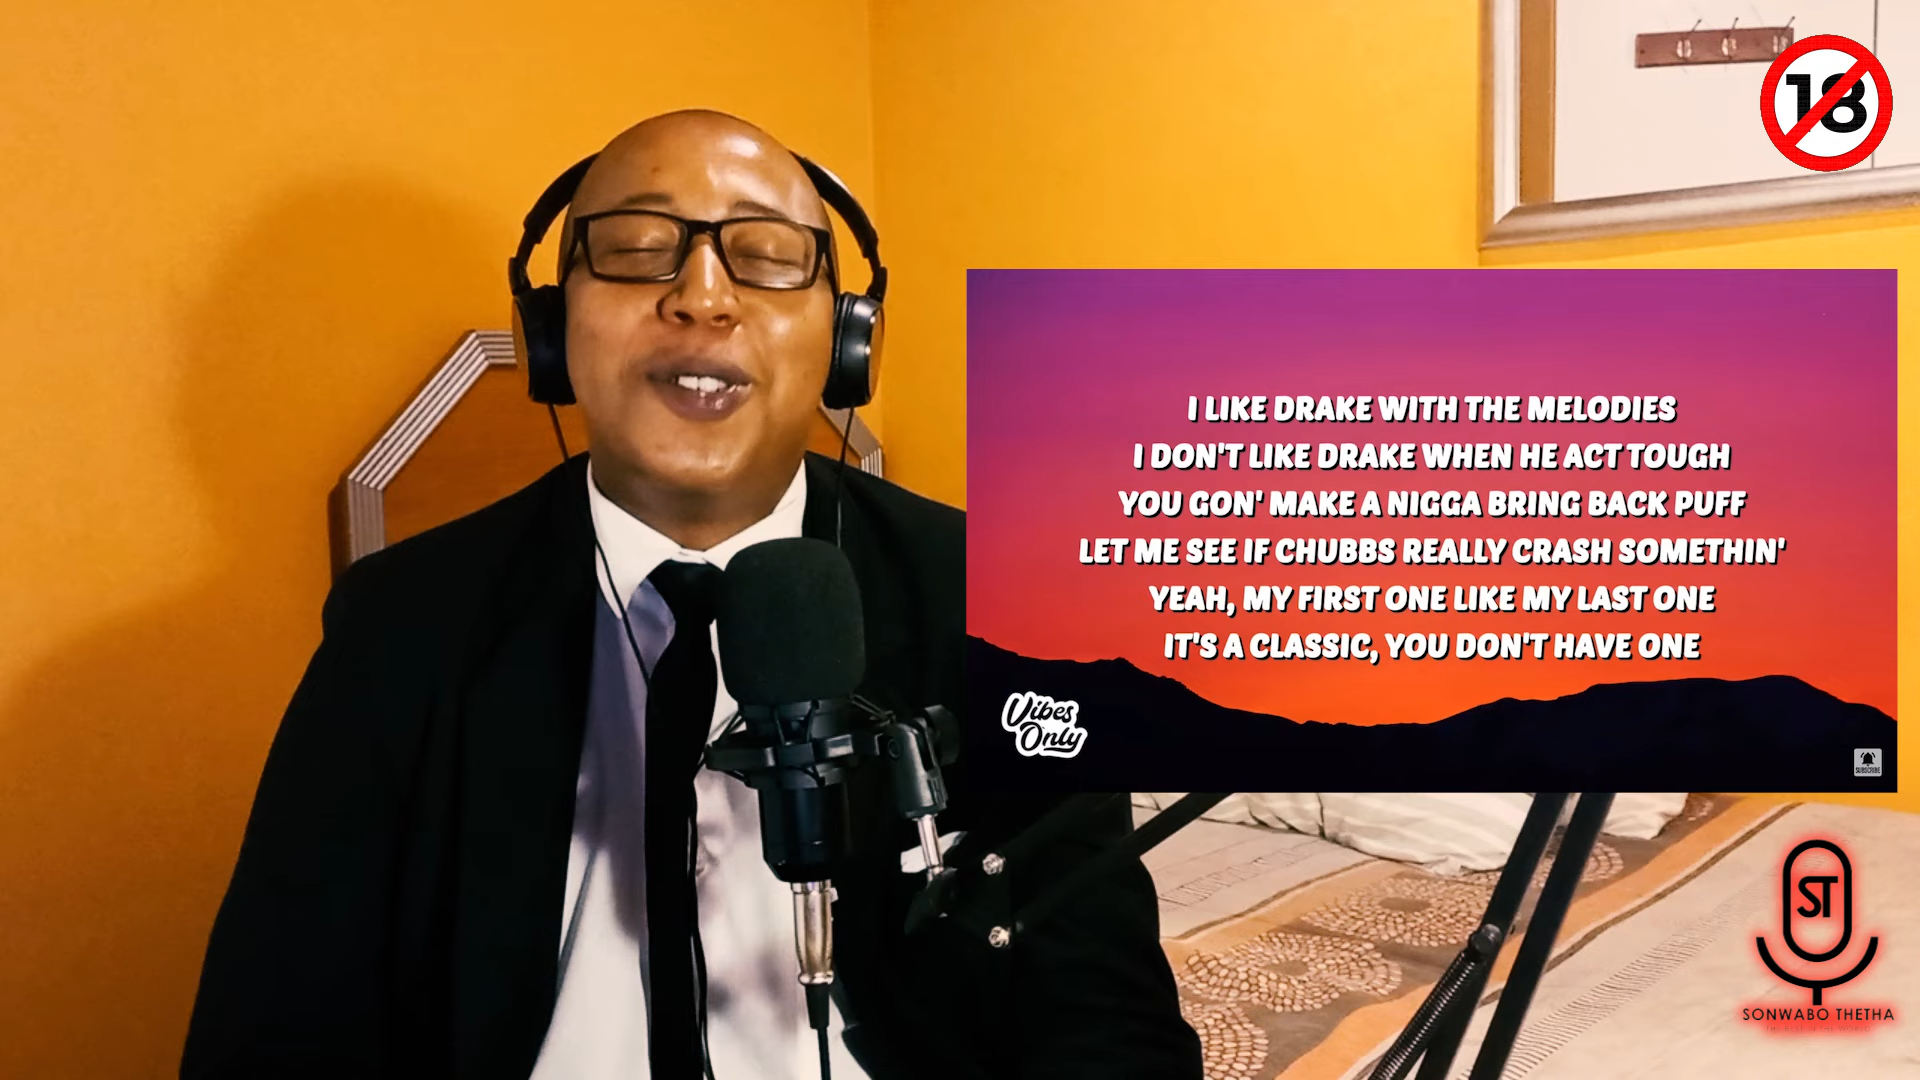 18
I LIKE DRAKE WITH THE MELODIES
I DON'T LIKE DRAKE WHEN HE ACT TOUGH
YOU GON' MAKE A NIGGA BRING BACK PUFF
LET ME SEE IF CHUBBS REALLY CRASH SOMETHIN'
YEAH, MY FIRST ONE LIKE MY LAST ONE
IT'S A CLASSIC, YOU DON'T HAVE ONE
Vibes
Only
SUBSCRIBE
ST
SONWABO THETHA